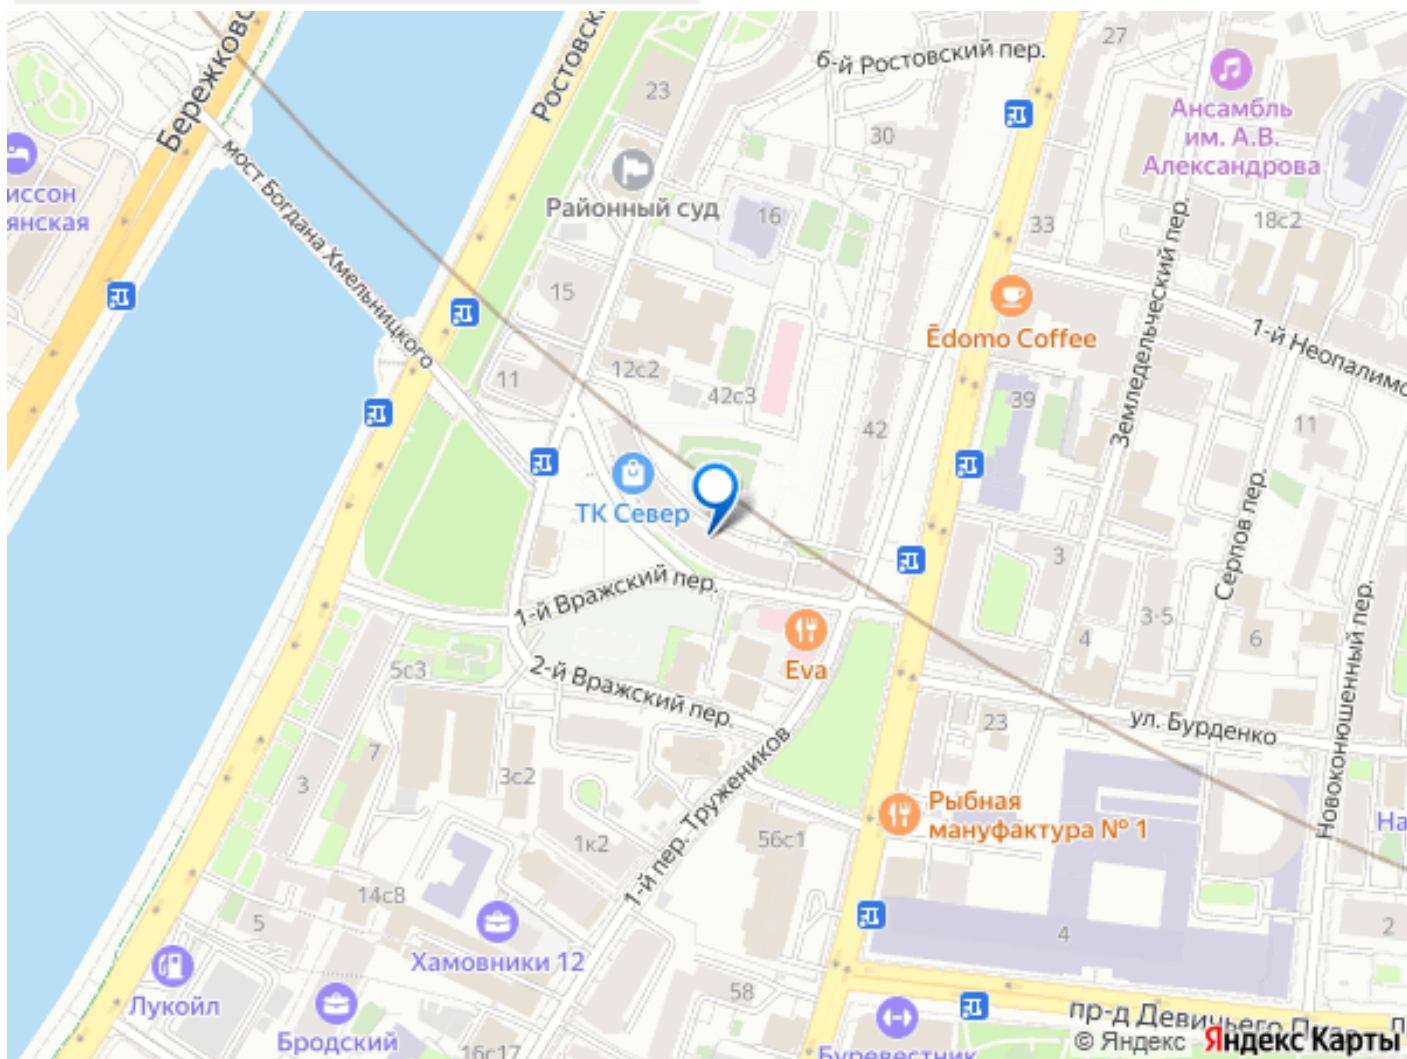 6-й Ростовский пер.
27
Ансамбль
им. А.В.
Александрова
23
30
мост Богдана Хмельницкого
Районный суд
16
33
18с2
янская
15
Ēdomo Coffee
1-й Неопалимо
Земледельческий пер.
11
12с2
42с3
39
42
11
ТК Север
Серпов пер.
3
1-й Вражский пер.
3-5
4
6
Eva
5с3
2-й Вражский пер.
Новоконюшенный пер.
ул. Бурденко
23
7
3с2
3
1-й пер. Тружеников
Рыбная
мануфактура № 1
На
1к2
56с1
14с8
5
Хамовники 12
4
2
Лукойл
58
Бродский
16с17
Буревестник
пр-д Девичьего По
© Яндекс Яндекс Карты
Бережково
Ростовски
иссон